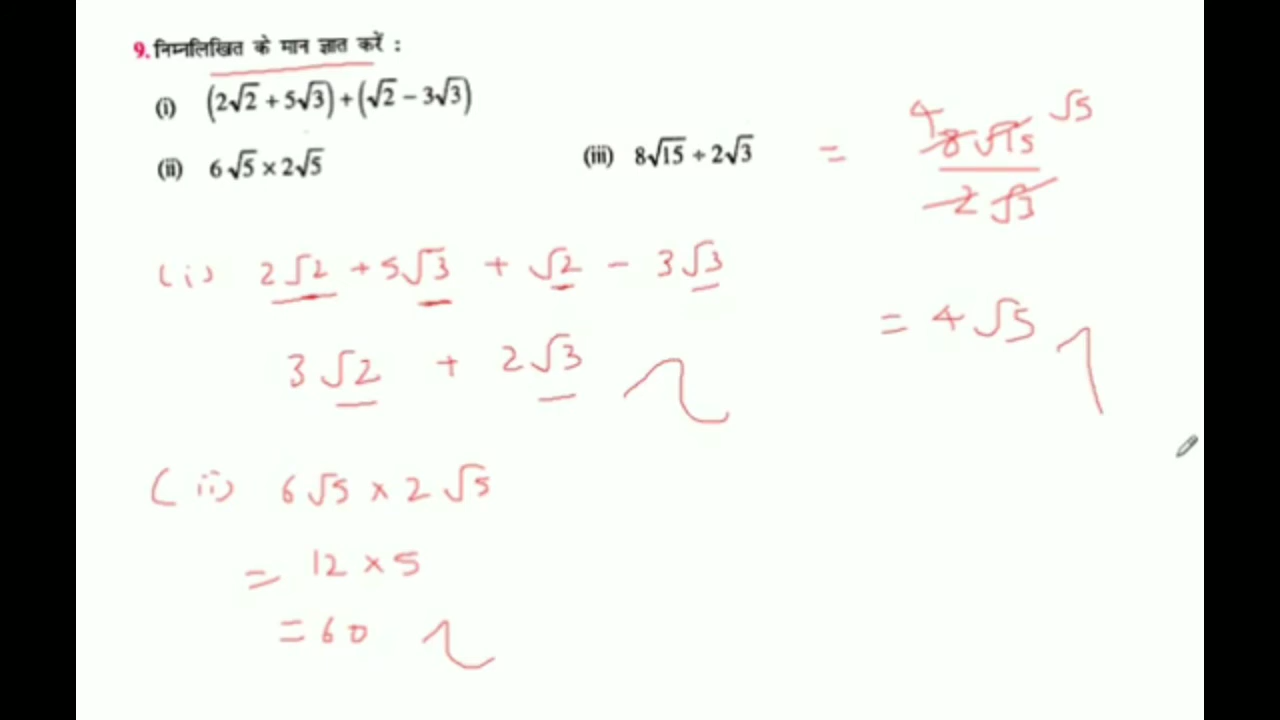 9. निम्नलिखित के मान ज्ञात करें :
(i) (2√2 + 5√3) + (√2 − 3√3)
(ii) 6√5 × 2√5
(iii) 8√15 ÷ 2√3
= 4 8√15 √5
2√3
= 4√5
(i) 2√2 + 5√3 + √2 − 3√3
3√2 + 2√3
(ii) 6√5 × 2√5
= 12 × 5
= 60